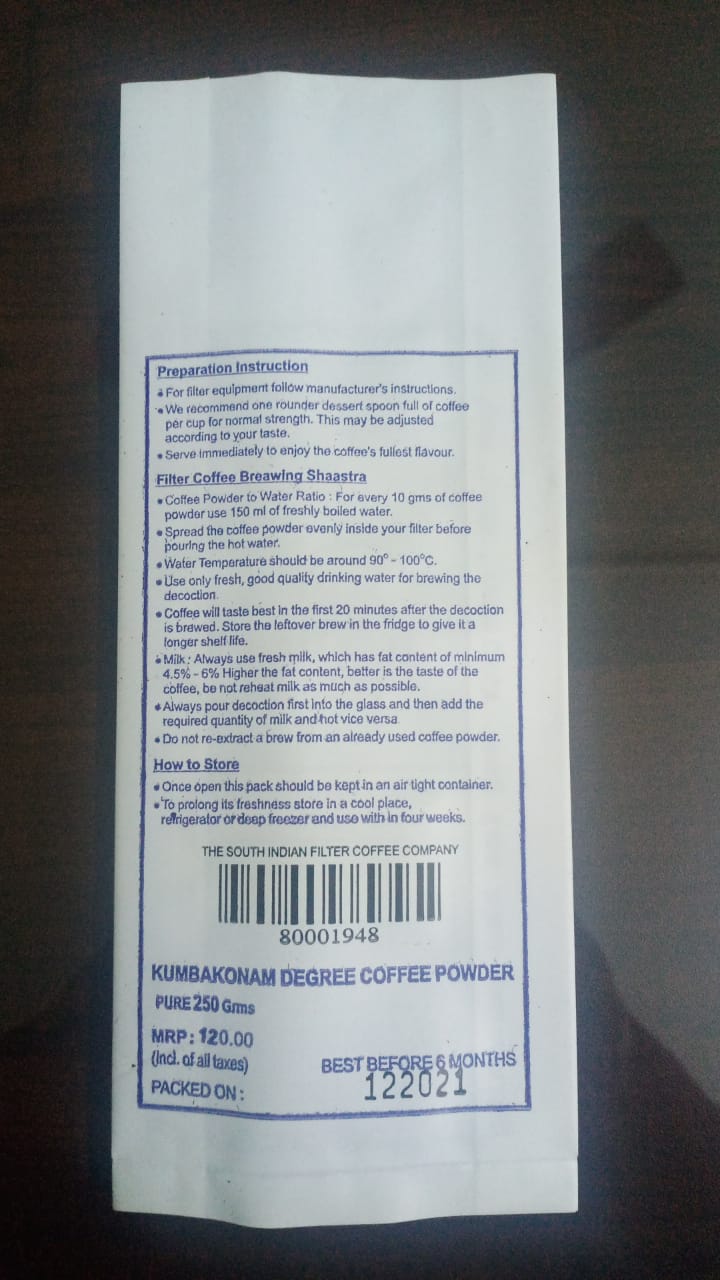 Preparation Instruction
• For filter equipment follow manufacturer's instructions.
• We recommend one rounder dessert spoon full of coffee
per cup for normal strength. This may be adjusted
according to your taste.
• Serve immediately to enjoy the coffee's fullest flavour.
Filter Coffee Breawing Shaastra
• Coffee Powder to Water Ratio : For every 10 gms of coffee
powder use 150 ml of freshly boiled water.
• Spread the coffee powder evenly inside your filter before
pouring the hot water.
• Water Temperature should be around 90° - 100°C.
• Use only fresh, good quality drinking water for brewing the
decoction.
• Coffee will taste best in the first 20 minutes after the decoction
is brewed. Store the leftover brew in the fridge to give it a
longer shelf life.
• Milk : Always use fresh milk, which has fat content of minimum
4.5% - 6% Higher the fat content, better is the taste of the
coffee, be not reheat milk as much as possible.
• Always pour decoction first into the glass and then add the
required quantity of milk and hot vice versa.
• Do not re-extract a brew from an already used coffee powder.
How to Store
• Once open this pack should be kept in an air tight container.
• To prolong its freshness store in a cool place,
refrigerator or deep freezer and use with in four weeks.
THE SOUTH INDIAN FILTER COFFEE COMPANY
80001948
KUMBAKONAM DEGREE COFFEE POWDER
PURE 250 Grms
MRP : 120.00
(Incl. of all taxes)
BEST BEFORE 6 MONTHS
PACKED ON :
122021